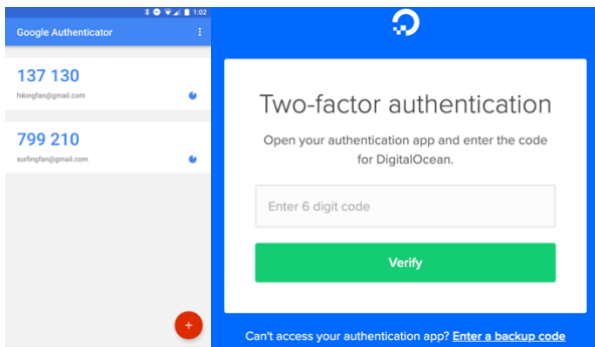 1:02
Google Authenticator
137 130
hikingfan@gmail.com
799 210
surfingfan@gmail.com
+
Two-factor authentication
Open your authentication app and enter the code
for DigitalOcean.
Enter 6 digit code
Verify
Can't access your authentication app? Enter a backup code